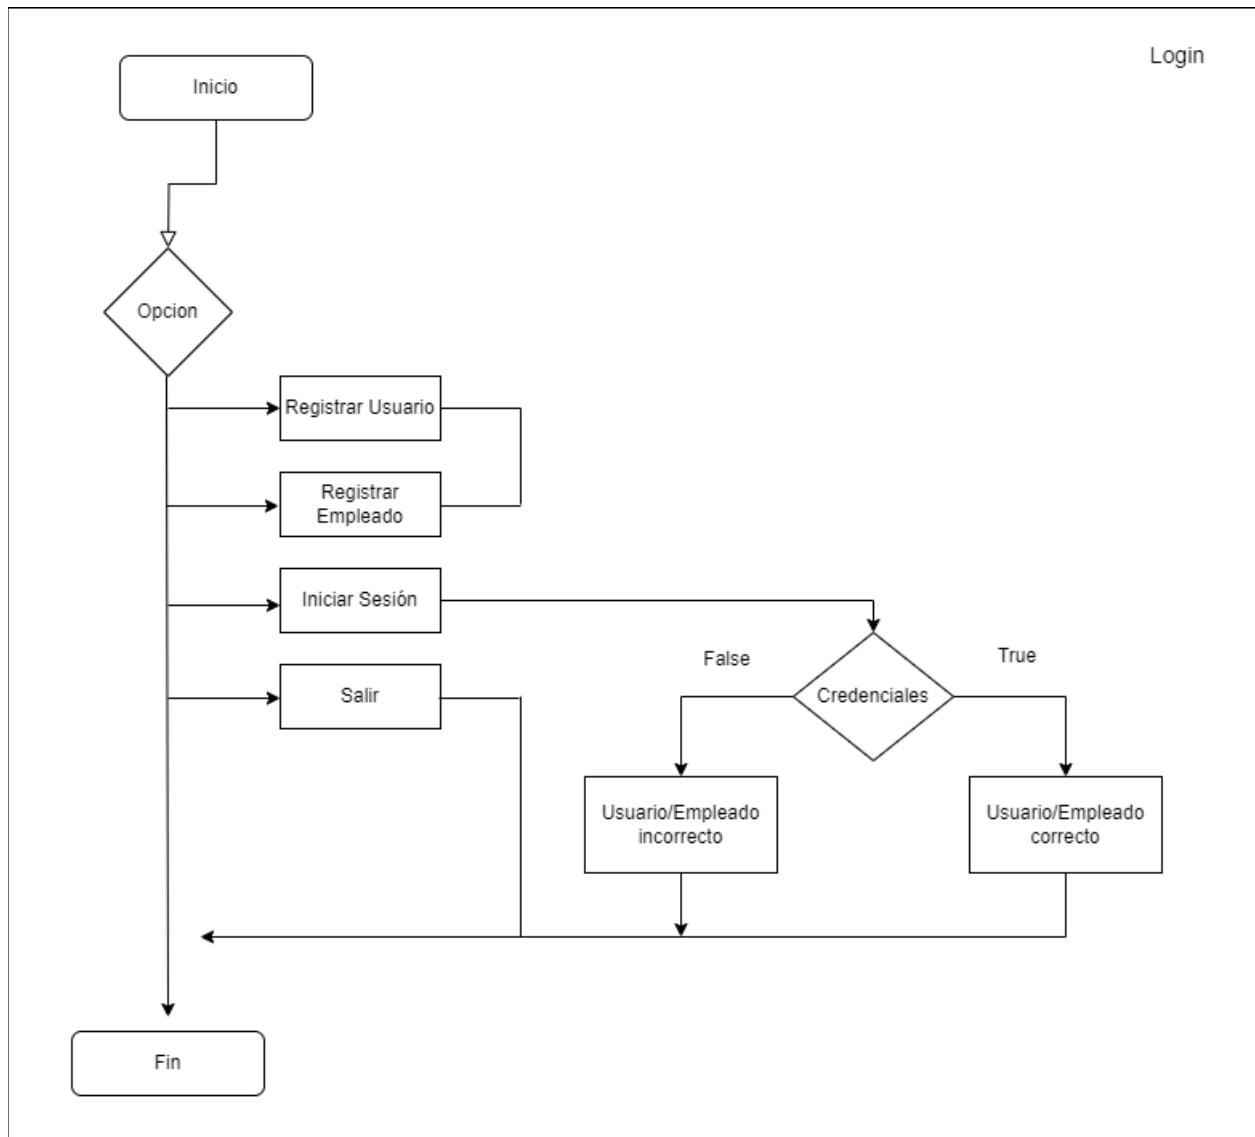 Login
Inicio
Opcion
Registrar Usuario
Registrar
Empleado
Iniciar Sesión
Salir
False
True
Credenciales
Usuario/Empleado
incorrecto
Usuario/Empleado
correcto
Fin